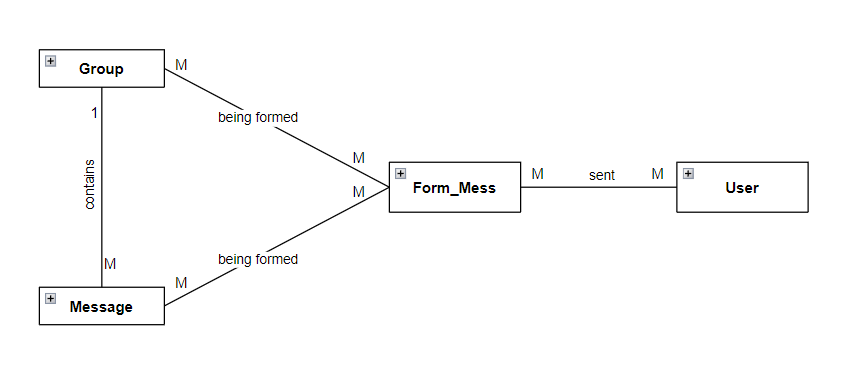 Group
M
being formed
1
contains
M
M
Form_Mess
M
sent
M
User
M
being formed
M
Message